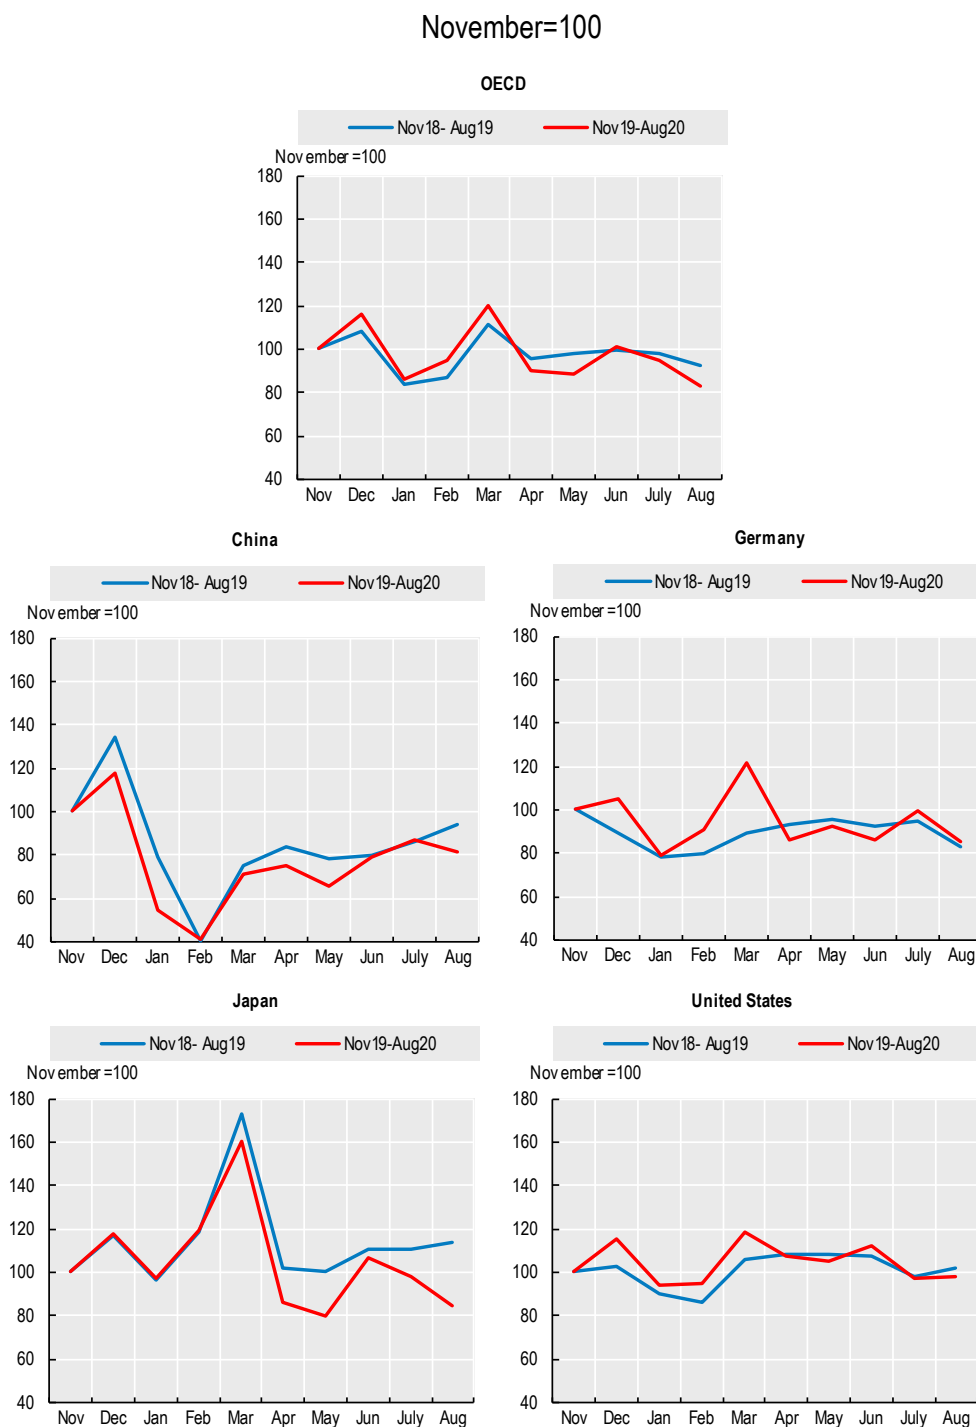 November=100
OECD
Nov18- Aug19 Nov19-Aug20
November=100
180
160
140
120
100
80
60
40
Nov Dec Jan Feb Mar Apr May Jun July Aug
China
Nov18- Aug19 Nov19-Aug20
November=100
180
160
140
120
100
80
60
40
Nov Dec Jan Feb Mar Apr May Jun July Aug
Germany
Nov18- Aug19 Nov19-Aug20
November=100
180
160
140
120
100
80
60
40
Nov Dec Jan Feb Mar Apr May Jun July Aug
Japan
Nov18- Aug19 Nov19-Aug20
November=100
180
160
140
120
100
80
60
40
Nov Dec Jan Feb Mar Apr May Jun July Aug
United States
Nov18- Aug19 Nov19-Aug20
November=100
180
160
140
120
100
80
60
40
Nov Dec Jan Feb Mar Apr May Jun July Aug